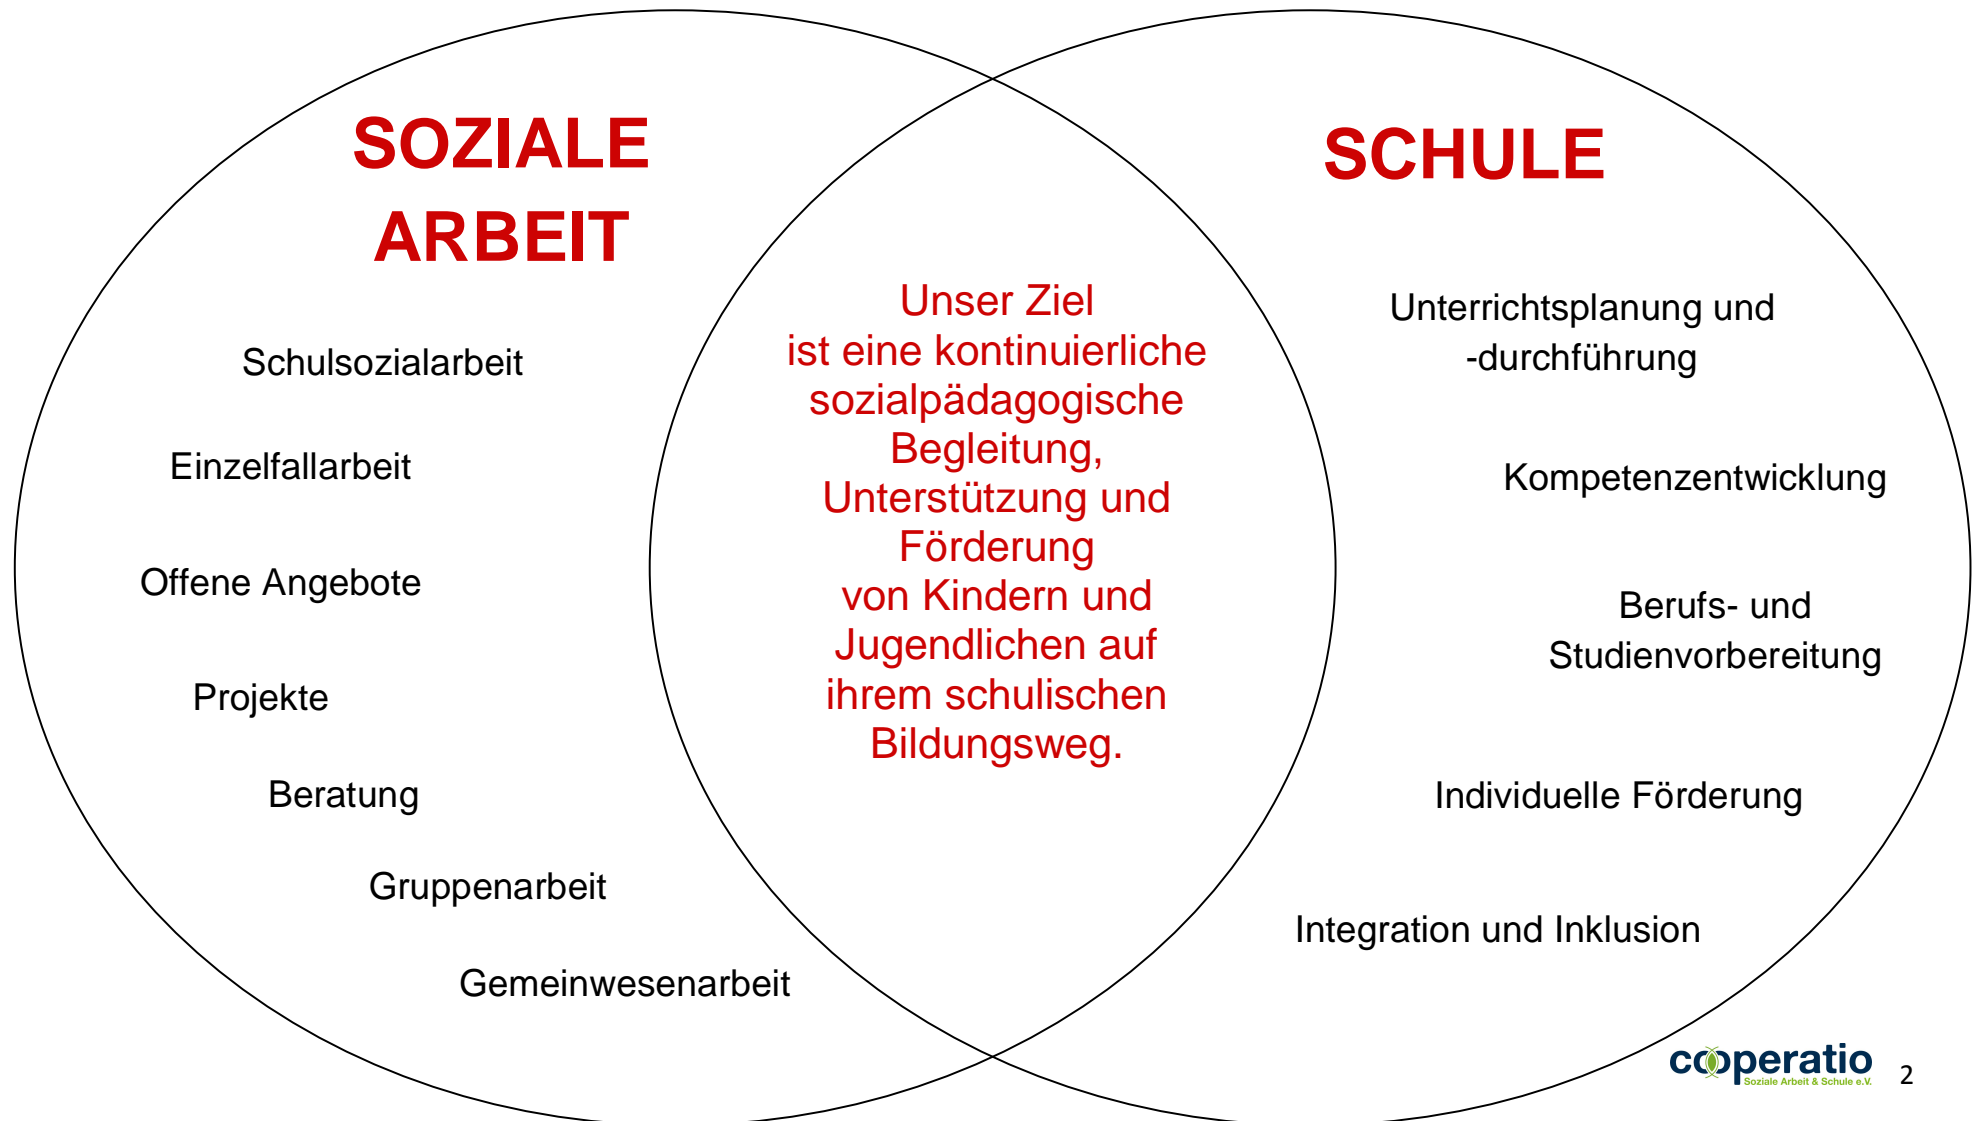 SOZIALE
ARBEIT
Schulsozialarbeit
Einzelfallarbeit
Offene Angebote
Projekte
Beratung
Gruppenarbeit
Gemeinwesenarbeit
Unser Ziel
ist eine kontinuierliche
sozialpädagogische
Begleitung,
Unterstützung und
Förderung
von Kindern und
Jugendlichen auf
ihrem schulischen
Bildungsweg.
SCHULE
Unterrichtsplanung und
-durchführung
Kompetenzentwicklung
Berufs- und
Studienvorbereitung
Individuelle Förderung
Integration und Inklusion
cooperatio
Soziale Arbeit & Schule e.V.
2